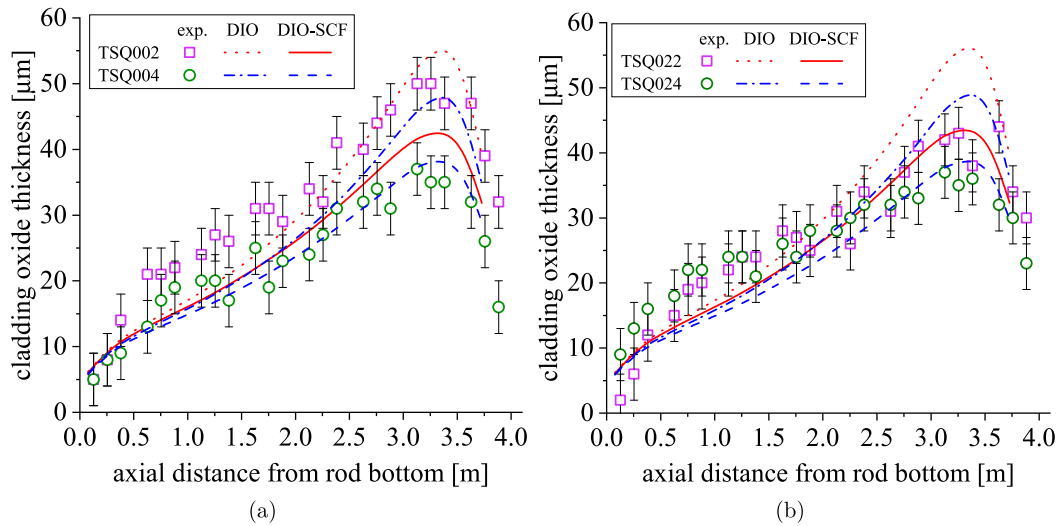 exp. DIO DIO-SCF
TSQ002
TSQ004
60
50
40
30
20
10
0
cladding oxide thickness [μm]
0.0 0.5 1.0 1.5 2.0 2.5 3.0 3.5 4.0
axial distance from rod bottom [m]
(a)
exp. DIO DIO-SCF
TSQ022
TSQ024
60
50
40
30
20
10
0
cladding oxide thickness [μm]
0.0 0.5 1.0 1.5 2.0 2.5 3.0 3.5 4.0
axial distance from rod bottom [m]
(b)